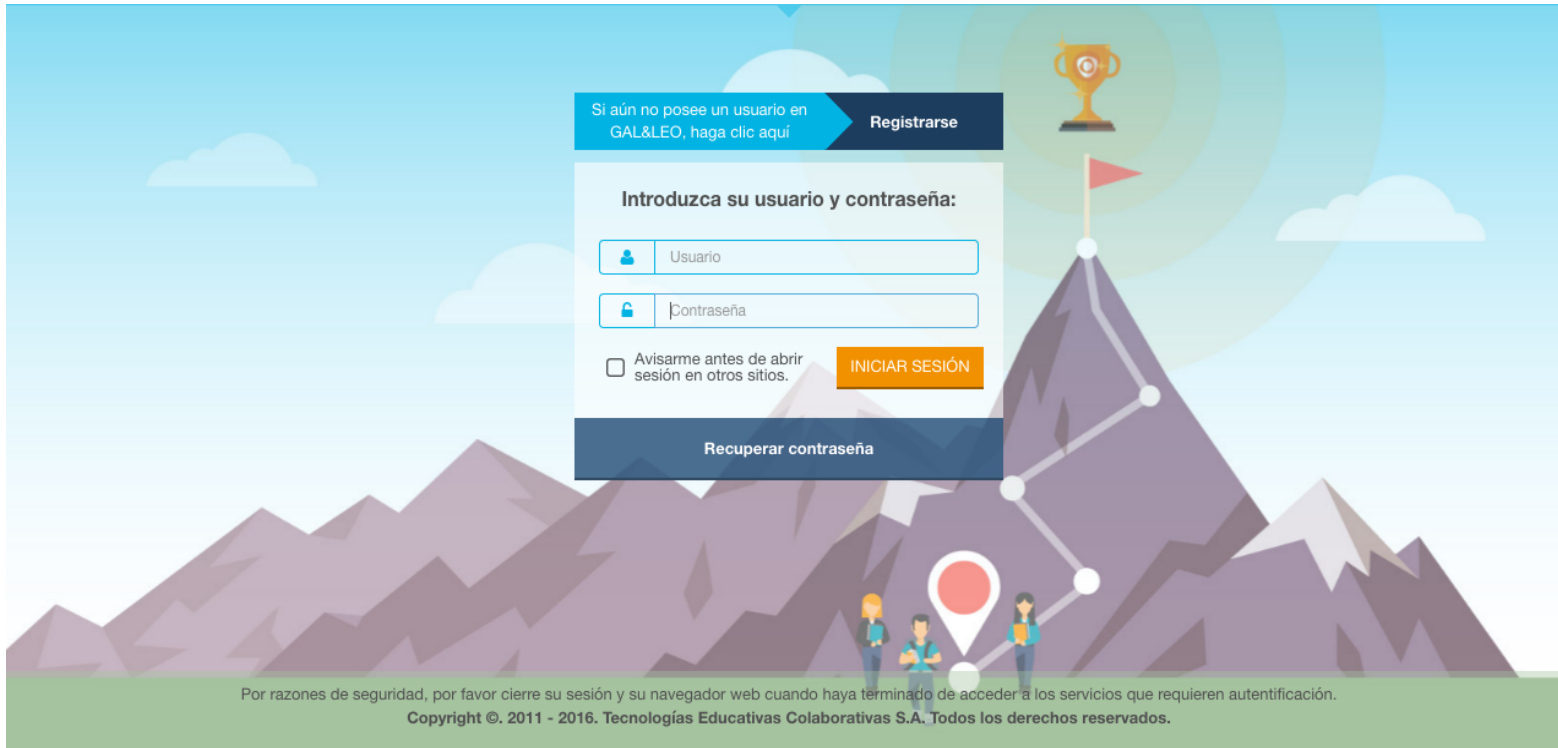 Si aún no posee un usuario en
GAL&LEO, haga clic aquí
Registrarse
Introduzca su usuario y contraseña:
Usuario
Contraseña
Avisarme antes de abrir
sesión en otros sitios.
INICIAR SESIÓN
Recuperar contraseña
Por razones de seguridad, por favor cierre su sesión y su navegador web cuando haya terminado de acceder a los servicios que requieren autentificación.
Copyright ©. 2011 - 2016. Tecnologías Educativas Colaborativas S.A. Todos los derechos reservados.